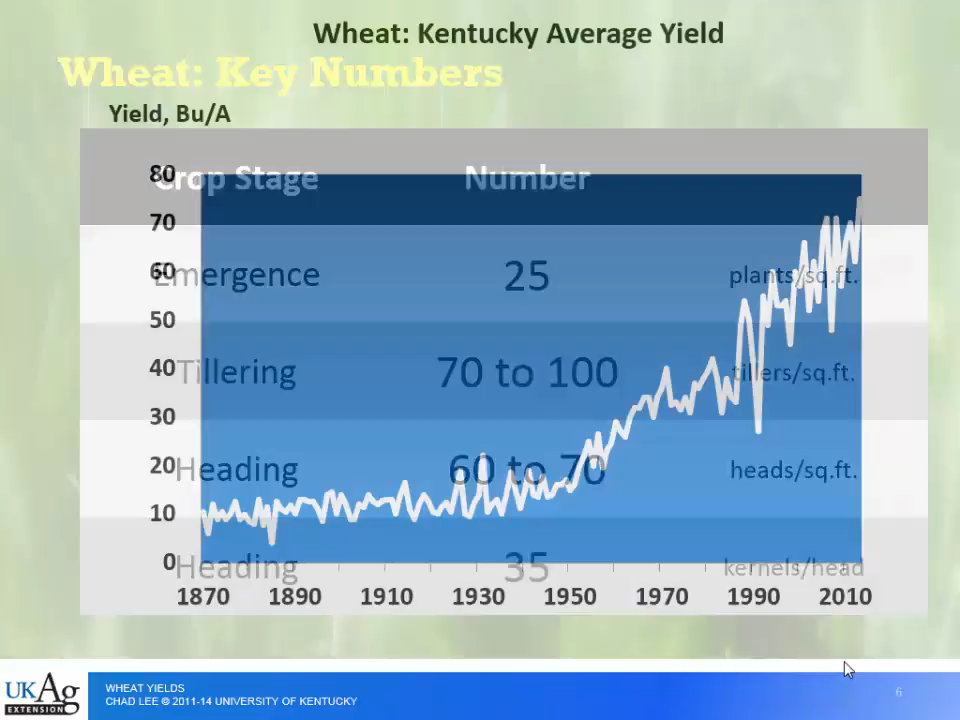 Wheat: Kentucky Average Yield
Wheat: Key Numbers
Yield, Bu/A
Crop Stage Number
Emergence 25 plants/sq.ft.
Tillering 70 to 100 tillers/sq.ft.
Heading 60 to 70 heads/sq.ft.
Heading 35 kernels/head
80
70
60
50
40
30
20
10
0
1870 1890 1910 1930 1950 1970 1990 2010
UKAg
EXTENSION
WHEAT YIELDS
CHAD LEE © 2011-14 UNIVERSITY OF KENTUCKY
6